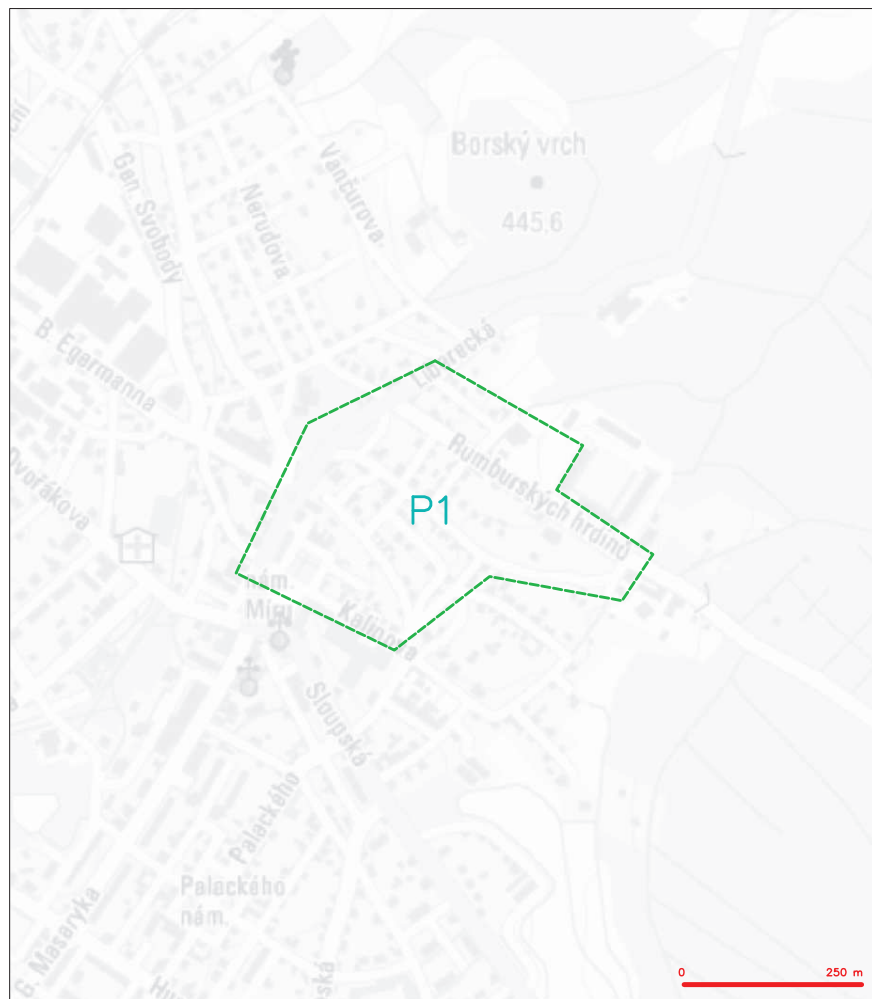 Borský vrch
445,6
Vančurova
Gen. Svobody
Nerudova
B. Egermanna
Liberecká
Dvořákova
Rumburských hrdinů
P1
nám.
Míru
Kalinova
Sloupská
Palackého
Palackého
nám.
G. Masaryka
0 250 m